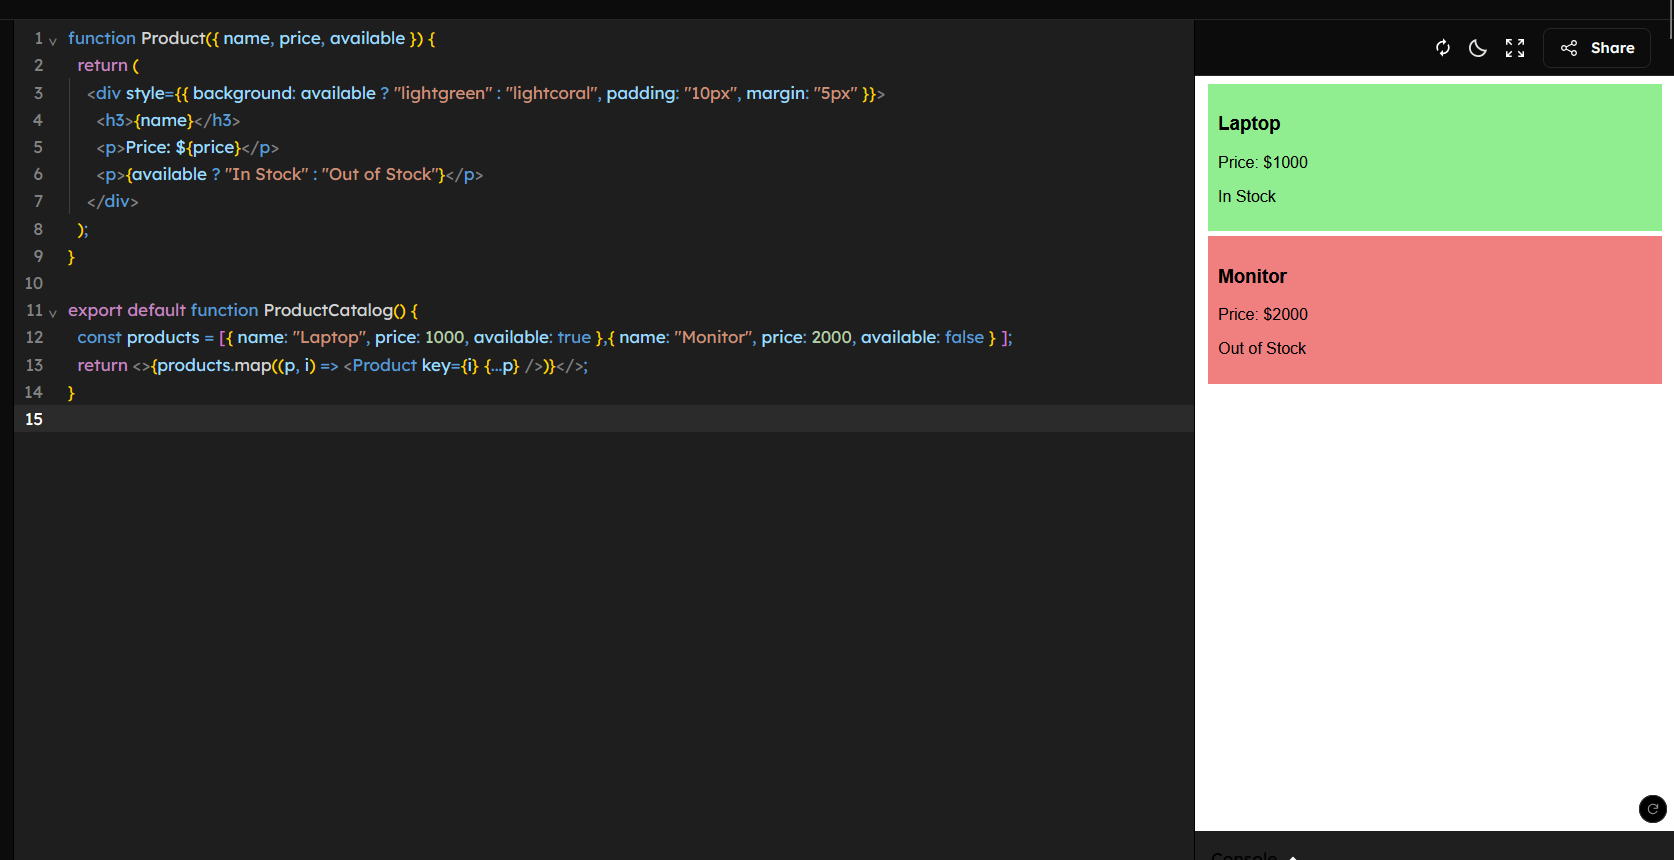 1 function Product({ name, price, available }) {
2 return (
3 <div style={{ background: available ? "lightgreen" : "lightcoral", padding: "10px", margin: "5px" }}>
4 <h3>{name}</h3>
5 <p>Price: ${price}</p>
6 <p>{available ? "In Stock" : "Out of Stock"}</p>
7 </div>
8 );
9 }
10
11 export default function ProductCatalog() {
12 const products = [{ name: "Laptop", price: 1000, available: true },{ name: "Monitor", price: 2000, available: false } ];
13 return <>{products.map((p, i) => <Product key={i} {...p} />)}</>;
14 }
15
Share
Laptop
Price: $1000
In Stock
Monitor
Price: $2000
Out of Stock
Console